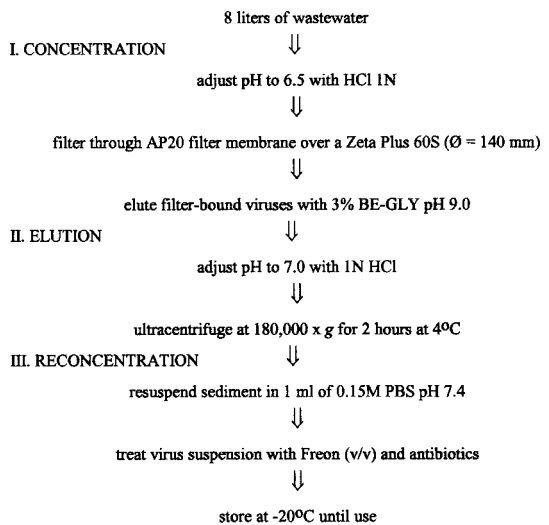 8 liters of wastewater
⇓
I. CONCENTRATION
adjust pH to 6.5 with HCl 1N
⇓
filter through AP20 filter membrane over a Zeta Plus 60S (Ø = 140 mm)
⇓
elute filter-bound viruses with 3% BE-GLY pH 9.0
⇓
II. ELUTION
adjust pH to 7.0 with 1N HCl
⇓
ultracentrifuge at 180,000 x g for 2 hours at 4ºC
⇓
III. RECONCENTRATION
resuspend sediment in 1 ml of 0.15M PBS pH 7.4
⇓
treat virus suspension with Freon (v/v) and antibiotics
⇓
store at -20ºC until use